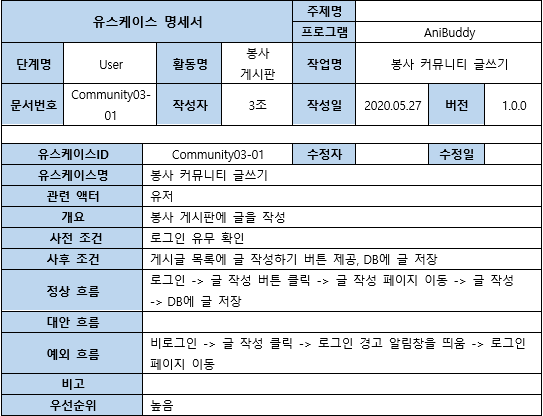 유스케이스 명세서
주제명
프로그램 AniBuddy
단계명 User 활동명 봉사 게시판 작업명 봉사 커뮤니티 글쓰기
문서번호 Community03-01 작성자 3조 작성일 2020.05.27 버전 1.0.0
유스케이스ID Community03-01 수정자 수정일
유스케이스명 봉사 커뮤니티 글쓰기
관련 액터 유저
개요 봉사 게시판에 글을 작성
사전 조건 로그인 유무 확인
사후 조건 게시글 목록에 글 작성하기 버튼 제공, DB에 글 저장
정상 흐름 로그인 -> 글 작성 버튼 클릭 -> 글 작성 페이지 이동 -> 글 작성
-> DB에 글 저장
대안 흐름
예외 흐름 비로그인 -> 글 작성 클릭 -> 로그인 경고 알림창을 띄움 -> 로그인
페이지 이동
비고
우선순위 높음